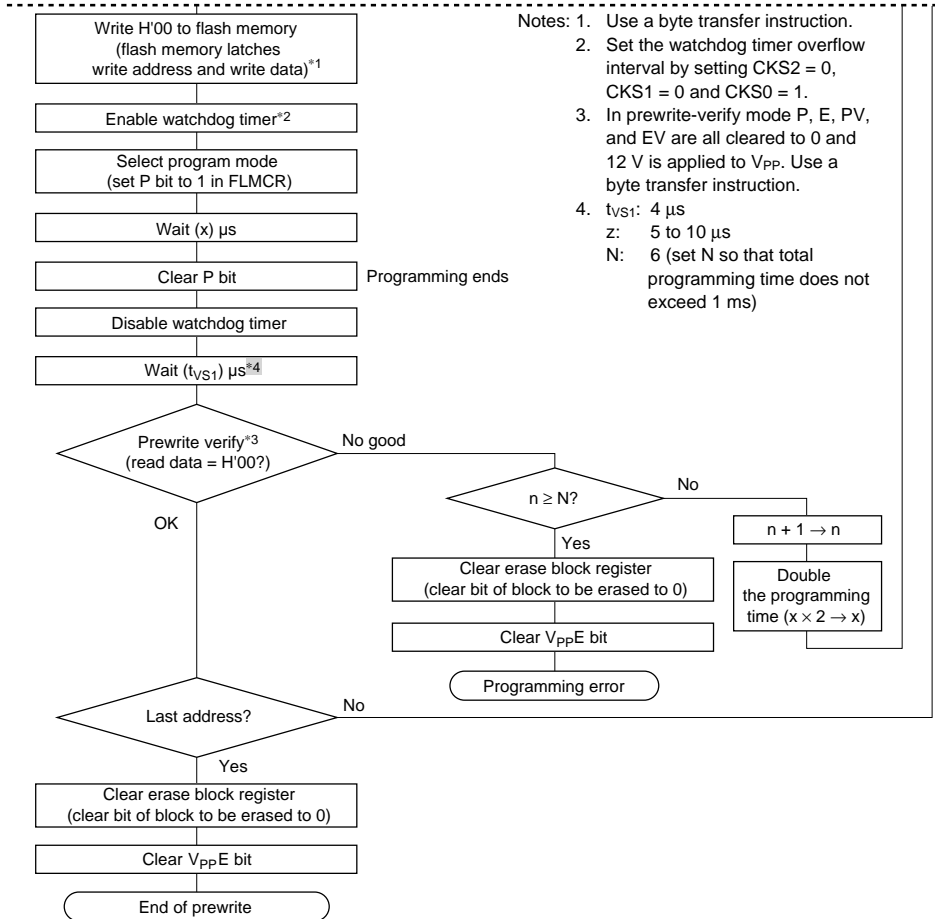 Write H'00 to flash memory
(flash memory latches
write address and write data)*1
Enable watchdog timer*2
Select program mode
(set P bit to 1 in FLMCR)
Wait (x) μs
Clear P bit
Programming ends
Disable watchdog timer
Wait (tVS1) μs*4
Prewrite verify*3
(read data = H'00?)
No good
OK
n ≥ N?
No
Yes
n + 1 → n
Double
the programming
time (x × 2 → x)
Clear erase block register
(clear bit of block to be erased to 0)
Clear VPPE bit
Programming error
Last address?
No
Yes
Clear erase block register
(clear bit of block to be erased to 0)
Clear VPPE bit
End of prewrite
Notes: 1. Use a byte transfer instruction.
2. Set the watchdog timer overflow
interval by setting CKS2 = 0,
CKS1 = 0 and CKS0 = 1.
3. In prewrite-verify mode P, E, PV,
and EV are all cleared to 0 and
12 V is applied to VPP. Use a
byte transfer instruction.
4. tVS1: 4 μs
z: 5 to 10 μs
N: 6 (set N so that total
programming time does not
exceed 1 ms)